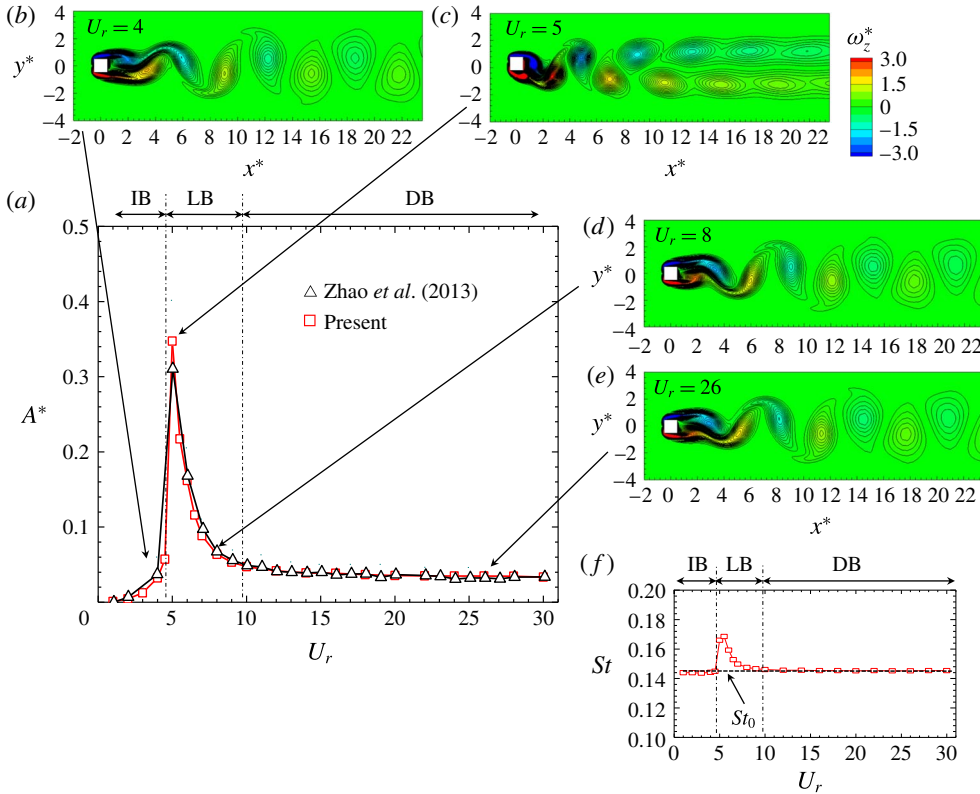 (b)
4
2
y*
0
−2
−4
U_r = 4
−2 0 2 4 6 8 10 12 14 16 18 20 22
x*
(c)
4
2
0
−2
−4
U_r = 5
0 2 4 6 8 10 12 14 16 18 20 22
x*
ω_z*
3.0
1.5
0
−1.5
−3.0
(a)
IB LB DB
0.5
0.4
0.3
A*
0.2
0.1
0 5 10 15 20 25 30
U_r
Zhao et al. (2013)
Present
(d)
4
2
y*
0
−2
−4
U_r = 8
−2 0 2 4 6 8 10 12 14 16 18 20 22
(e)
4
2
y*
0
−2
−4
U_r = 26
−2 0 2 4 6 8 10 12 14 16 18 20 22
x*
(f)
IB LB DB
0.20
0.18
0.16
St
0.14
0.12
0.10
St_0
0 5 10 15 20 25 30
U_r